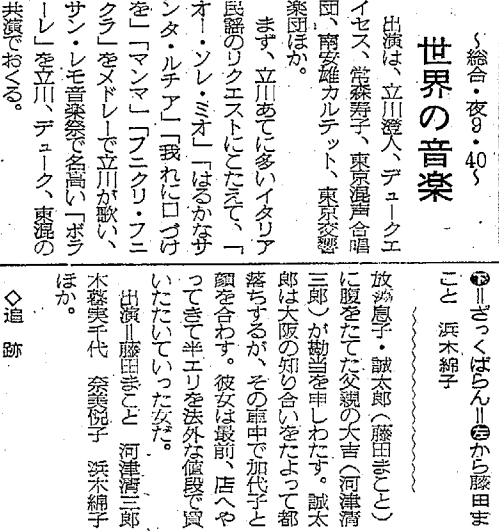 〜総合・夜9・40〜
世界の音楽
出演は、立川澄人、デュークエ
イセス、常森寿子、東京混声合唱
団、南安雄カルテット、東京交響
楽団ほか。
まず、立川あてに多いイタリア
民謡のリクエストにこたえて、「
オー・ソレ・ミオ」「はるかなサ
ンタ・ルチア」「我れに口づけ
を」「マンマ」「フニクリ・フニ
クラ」をメドレーで立川が歌い、
サン・レモ音楽祭で名高い「ボラ
ーレ」を立川、デューク、東混の
共演でおくる。
下＝ざっくばらん＝左から藤田ま
こと 浜木綿子
放蕩息子・誠太郎（藤田まこと）
に腹をたてた父親の大吉（河津清
三郎）が勘当を申しわたす。誠太
郎は大阪の知り合いをたよって都
落ちするが、その車中で加代子と
顔を合わす。彼女は最前、店へや
ってきて半エリを法外な値段で買
いたたいていった女だ。
出演＝藤田まこと 河津清三郎
木森実千代 奈美悦子 浜木綿子
ほか。
◇追跡